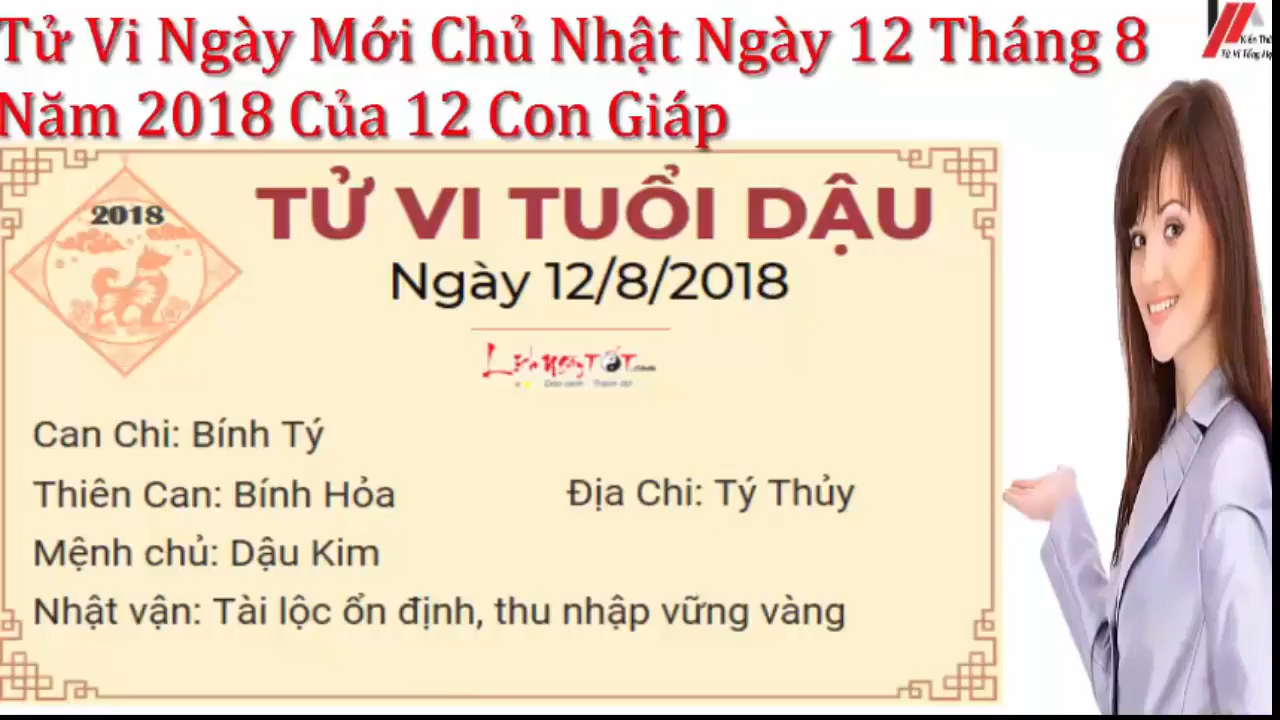 Tử Vi Ngày Mới Chủ Nhật Ngày 12 Tháng 8
Năm 2018 Của 12 Con Giáp
2018
TỬ VI TUỔI DẬU
Ngày 12/8/2018
LịchNgàyTỐT.com
Can Chi: Bính Tý
Thiên Can: Bính Hỏa
Địa Chi: Tý Thủy
Mệnh chủ: Dậu Kim
Nhật vận: Tài lộc ổn định, thu nhập vững vàng